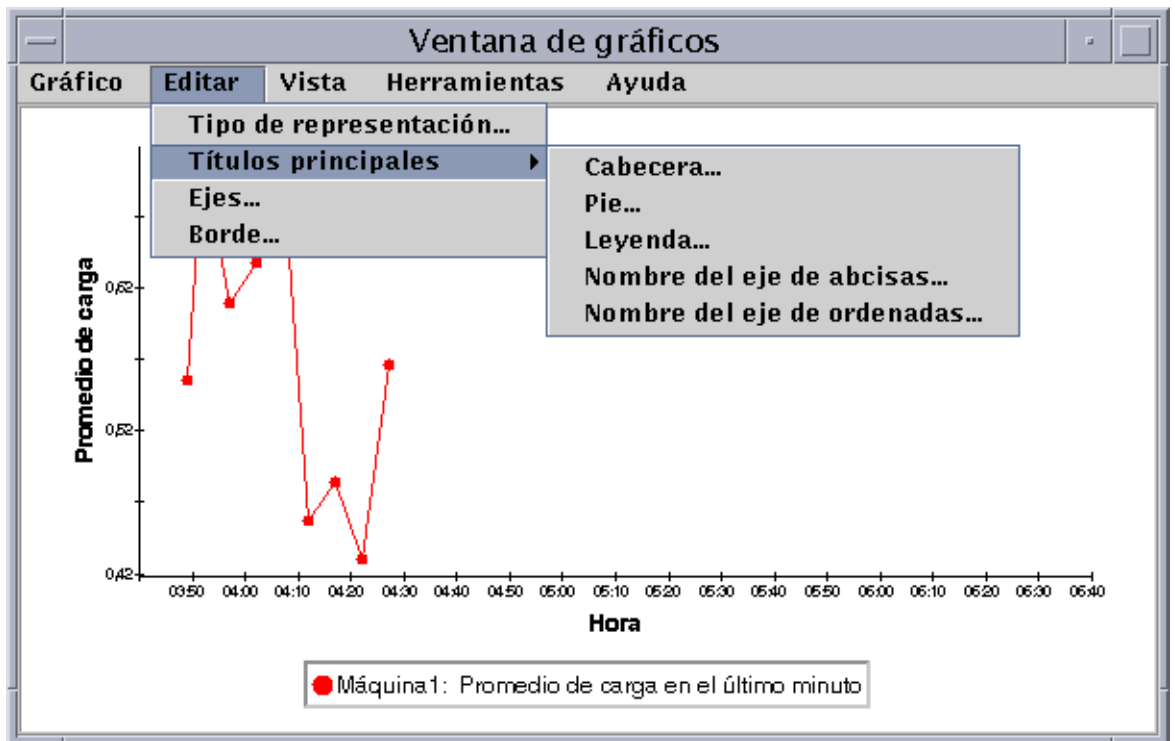 Ventana de gráficos
Gráfico Editar Vista Herramientas Ayuda
Tipo de representación...
Títulos principales
Ejes...
Borde...
Cabecera...
Pie...
Leyenda...
Nombre del eje de abcisas...
Nombre del eje de ordenadas...
Promedio de carga
0,62
0,52
0,42
03:50 04:00 04:10 04:20 04:30 04:40 04:50 05:00 05:10 05:20 05:30 05:40 05:50 06:00 06:10 06:20 06:30 06:40
Hora
Máquina1: Promedio de carga en el último minuto